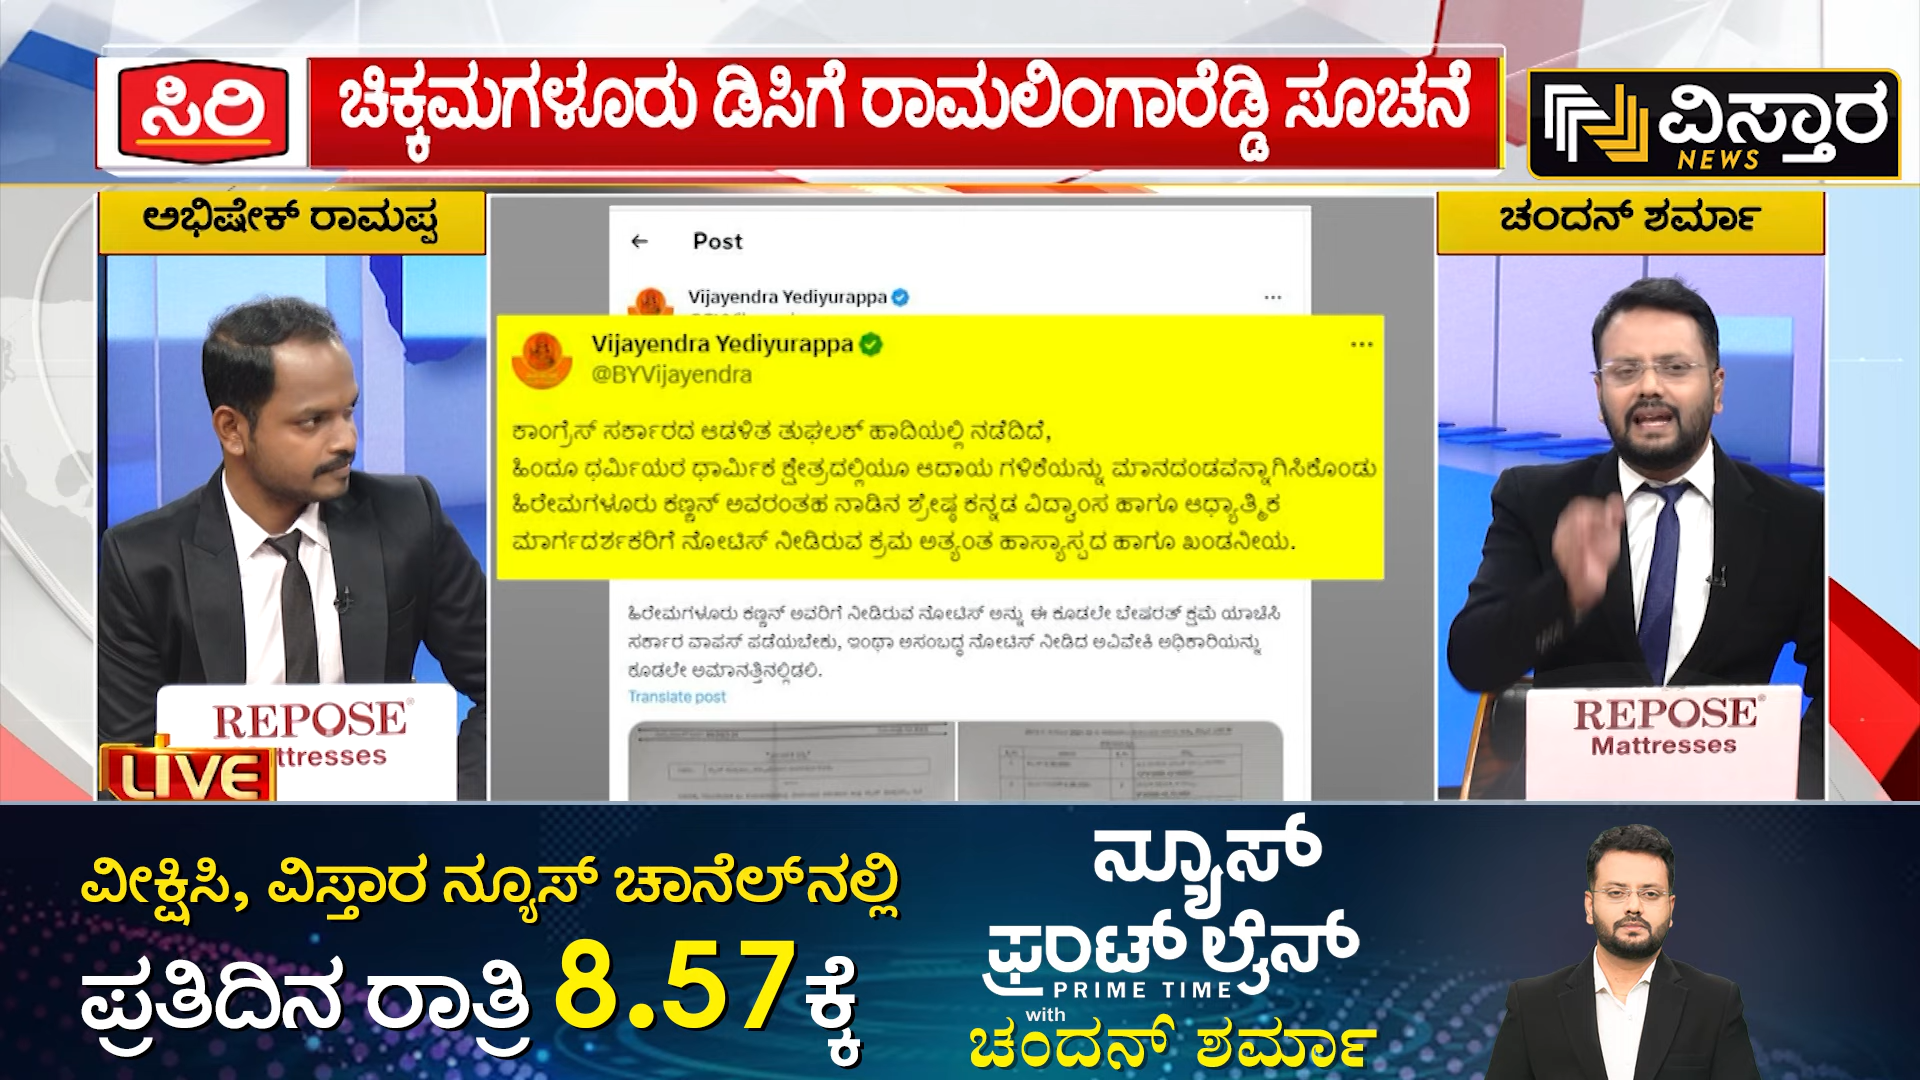 ಸಿರಿ
ಚಿಕ್ಕಮಗಳೂರು ಡಿಸಿಗೆ ರಾಮಲಿಂಗಾರೆಡ್ಡಿ ಸೂಚನೆ
ವಿಸ್ತಾರ
NEWS
ಅಭಿಷೇಕ್ ರಾಮಪ್ಪ
ಚಂದನ್ ಶರ್ಮಾ
← Post
Vijayendra Yediyurappa
Vijayendra Yediyurappa
@BYVijayendra
ಕಾಂಗ್ರೆಸ್ ಸರ್ಕಾರದ ಆಡಳಿತ ತುಘಲಕ್ ಹಾದಿಯಲ್ಲಿ ನಡೆದಿದೆ,
ಹಿಂದೂ ಧರ್ಮಿಯರ ಧಾರ್ಮಿಕ ಕ್ಷೇತ್ರದಲ್ಲಿಯೂ ಆದಾಯ ಗಳಿಕೆಯನ್ನು ಮಾನದಂಡವನ್ನಾಗಿಸಿಕೊಂಡು
ಹಿರೇಮಗಳೂರು ಕಣ್ಣನ್ ಅವರಂತಹ ನಾಡಿನ ಶ್ರೇಷ್ಠ ಕನ್ನಡ ವಿದ್ವಾಂಸ ಹಾಗೂ ಆಧ್ಯಾತ್ಮಿಕ
ಮಾರ್ಗದರ್ಶಕರಿಗೆ ನೋಟಿಸ್ ನೀಡಿರುವ ಕ್ರಮ ಅತ್ಯಂತ ಹಾಸ್ಯಾಸ್ಪದ ಹಾಗೂ ಖಂಡನೀಯ.
ಹಿರೇಮಗಳೂರು ಕಣ್ಣನ್ ಅವರಿಗೆ ನೀಡಿರುವ ನೋಟಿಸ್ ಅನ್ನು ಈ ಕೂಡಲೇ ಬೇಷರತ್ ಕ್ಷಮೆ ಯಾಚಿಸಿ
ಸರ್ಕಾರ ವಾಪಸ್ ಪಡೆಯಬೇಕು, ಇಂಥಾ ಅಸಂಬದ್ಧ ನೋಟಿಸ್ ನೀಡಿದ ಅವಿವೇಕಿ ಅಧಿಕಾರಿಯನ್ನು
ಕೂಡಲೇ ಅಮಾನತ್ತಿನಲ್ಲಿಡಲಿ.
Translate post
REPOSE
ttresses
LIVE
REPOSE
Mattresses
ವೀಕ್ಷಿಸಿ, ವಿಸ್ತಾರ ನ್ಯೂಸ್ ಚಾನೆಲ್‌ನಲ್ಲಿ
ಪ್ರತಿದಿನ ರಾತ್ರಿ 8.57ಕ್ಕೆ
ನ್ಯೂಸ್
ಫ್ರಂಟ್ ಲೈನ್
PRIME TIME
with
ಚಂದನ್ ಶರ್ಮಾ